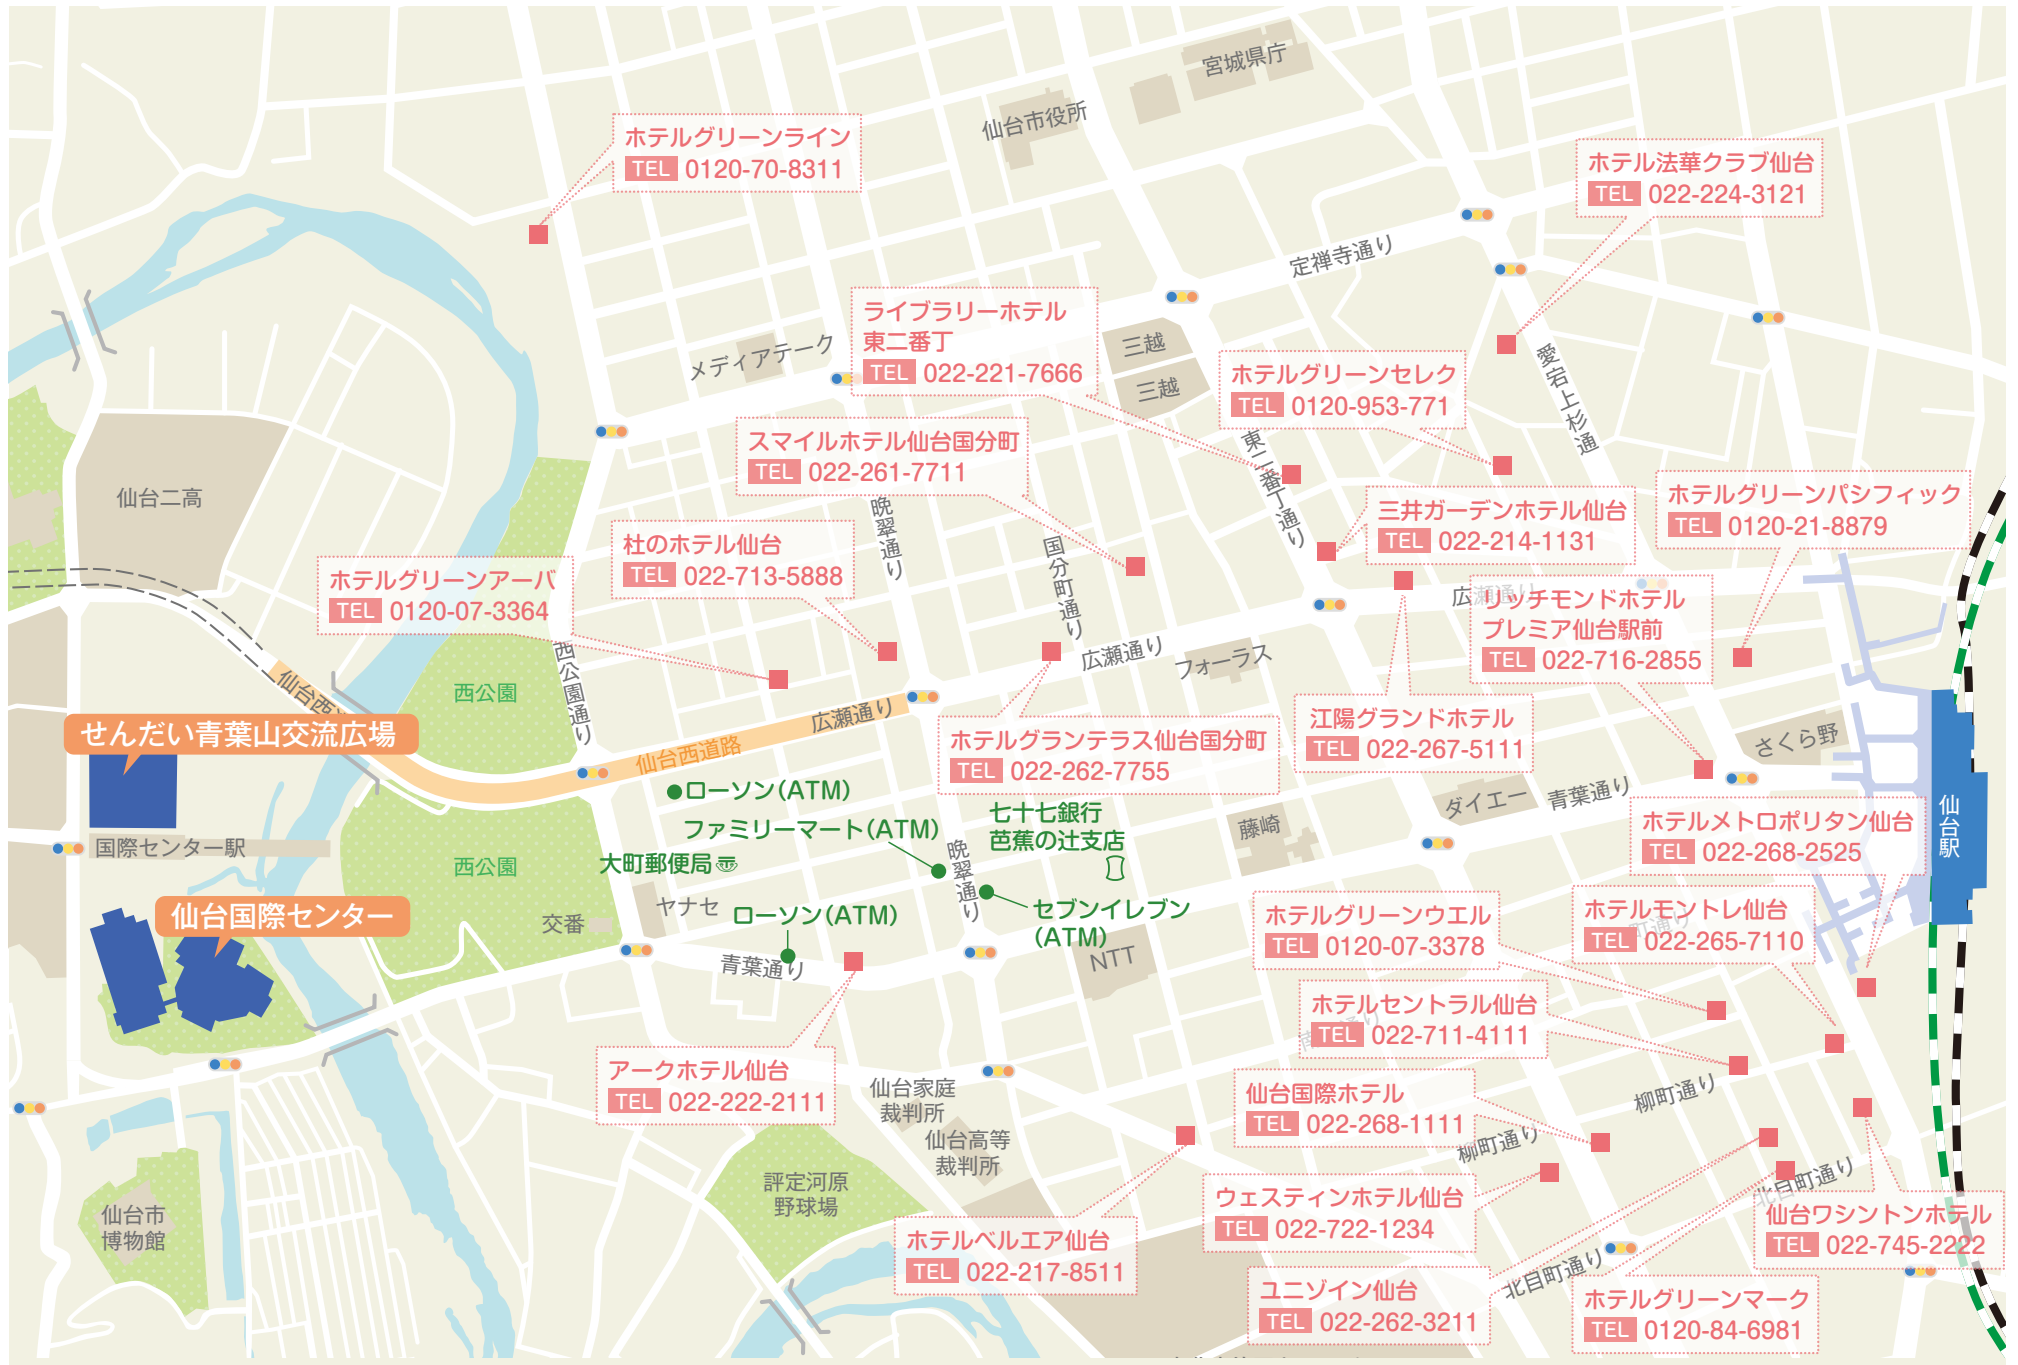 宮城県庁
仙台市役所
ホテルグリーンライン
TEL 0120-70-8311
ホテル法華クラブ仙台
TEL 022-224-3121
定禅寺通り
ライブラリーホテル
東二番丁
TEL 022-221-7666
メディアテーク
三越
三越
ホテルグリーンセレク
TEL 0120-953-771
愛宕上杉通
スマイルホテル仙台国分町
TEL 022-261-7711
東二番丁通り
仙台二高
晩翠通り
国分町通り
三井ガーデンホテル仙台
TEL 022-214-1131
ホテルグリーンパシフィック
TEL 0120-21-8879
杜のホテル仙台
TEL 022-713-5888
ホテルグリーンアーバ
TEL 0120-07-3364
広瀬通り
リッチモンドホテル
プレミア仙台駅前
TEL 022-716-2855
西公園通り
広瀬通り
フォーラス
西公園
仙台西
せんだい青葉山交流広場
広瀬通り
仙台西道路
ホテルグランテラス仙台国分町
TEL 022-262-7755
江陽グランドホテル
TEL 022-267-5111
さくら野
ローソン(ATM)
ファミリーマート(ATM)
七十七銀行
芭蕉の辻支店
藤崎
ダイエー
青葉通り
仙台駅
ホテルメトロポリタン仙台
TEL 022-268-2525
国際センター駅
西公園
大町郵便局
晩翠通り
仙台国際センター
交番
ヤナセ
ローソン(ATM)
セブンイレブン
(ATM)
ホテルグリーンウエル
TEL 0120-07-3378
ホテルモントレ仙台
TEL 022-265-7110
町通り
青葉通り
NTT
ホテルセントラル仙台
TEL 022-711-4111
アークホテル仙台
TEL 022-222-2111
仙台家庭
裁判所
仙台高等
裁判所
仙台国際ホテル
TEL 022-268-1111
柳町通り
柳町通り
評定河原
野球場
ウェスティンホテル仙台
TEL 022-722-1234
北目町通り
仙台市
博物館
ホテルベルエア仙台
TEL 022-217-8511
仙台ワシントンホテル
TEL 022-745-2222
北目町通り
ユニゾイン仙台
TEL 022-262-3211
ホテルグリーンマーク
TEL 0120-84-6981